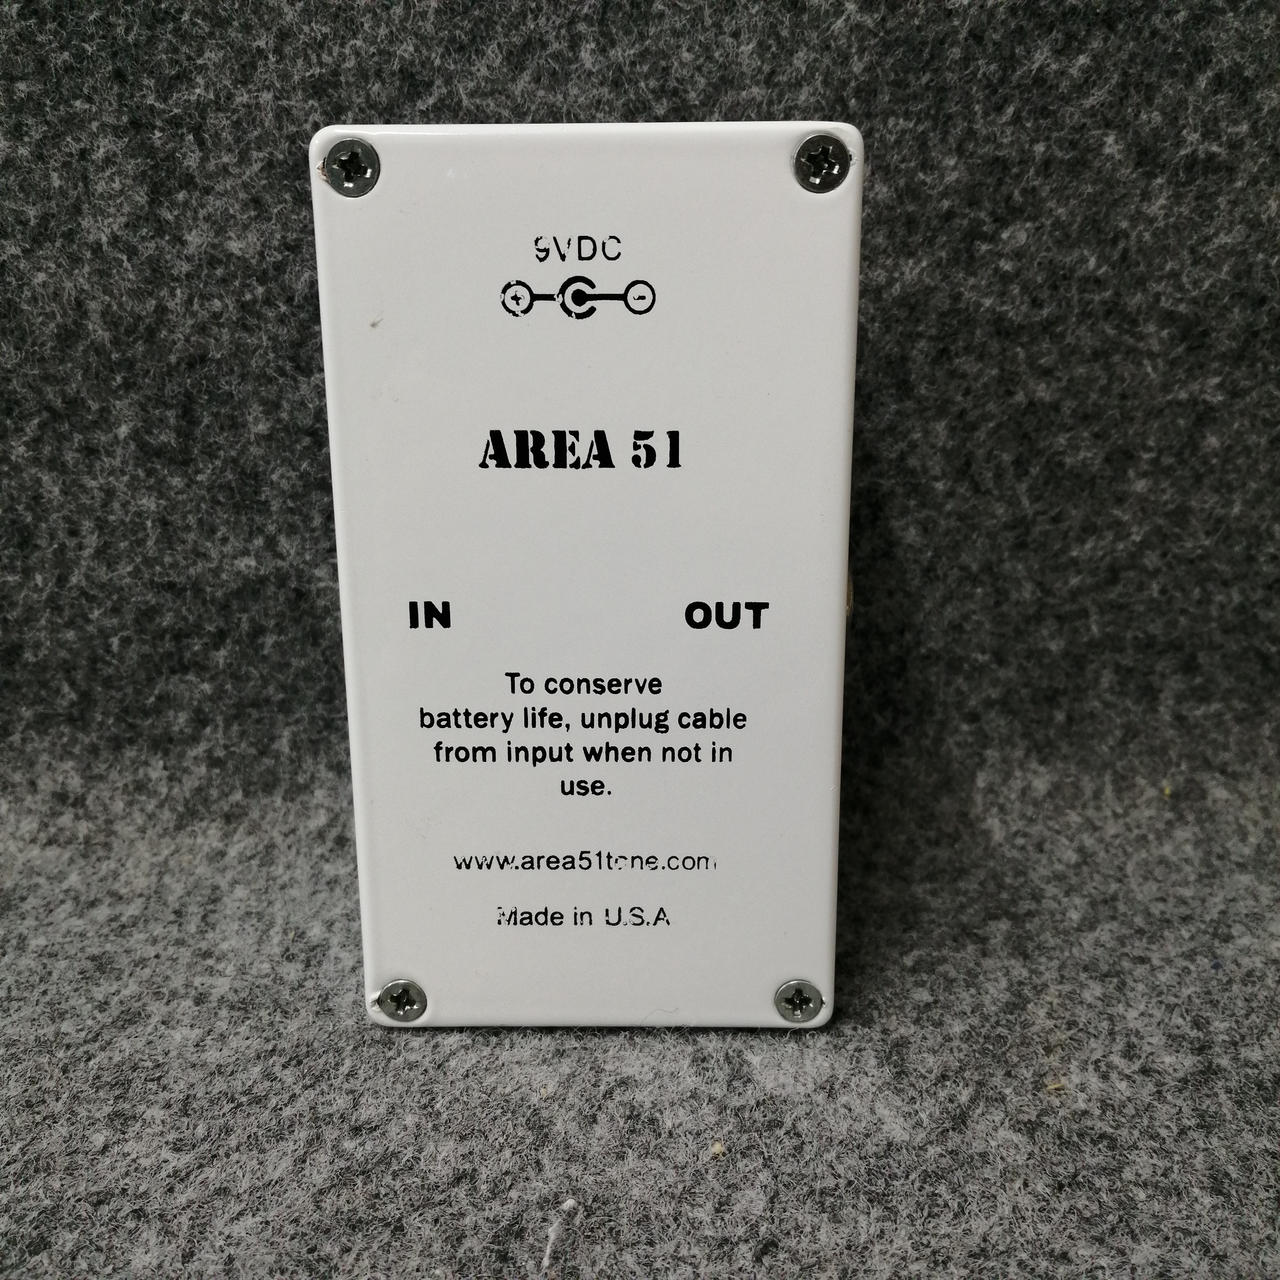 9VDC
+ -
AREA 51
IN OUT
To conserve
battery life, unplug cable
from input when not in
use.
www.area51tone.com
Made in U.S.A